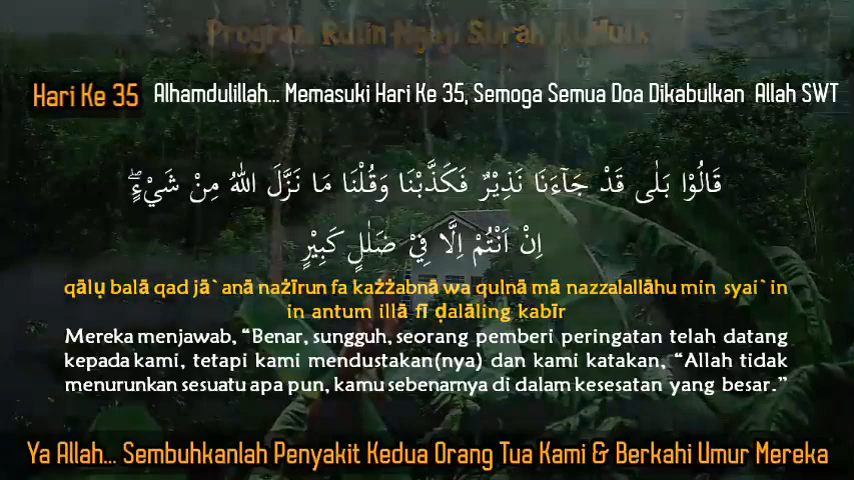 Program Rutin Ngaji Surah Al Mulk
Hari Ke 35 Alhamdulillah... Memasuki Hari Ke 35, Semoga Semua Doa Dikabulkan Allah SWT
قَالُوْا بَلٰى قَدْ جَاۤءَنَا نَذِيْرٌ فَكَذَّبْنَا وَقُلْنَا مَا نَزَّلَ اللّٰهُ مِنْ شَيْءٍۖ
اِنْ اَنْتُمْ اِلَّا فِيْ ضَلٰلٍ كَبِيْرٍ
qālụ balā qad jā`anā nażīrun fa każżabnā wa qulnā mā nazzalallāhu min syai`in
in antum illā fī ḍalāling kabīr
Mereka menjawab, “Benar, sungguh, seorang pemberi peringatan telah datang
kepada kami, tetapi kami mendustakan(nya) dan kami katakan, “Allah tidak
menurunkan sesuatu apa pun, kamu sebenarnya di dalam kesesatan yang besar.”
Ya Allah... Sembuhkanlah Penyakit Kedua Orang Tua Kami & Berkahi Umur Mereka